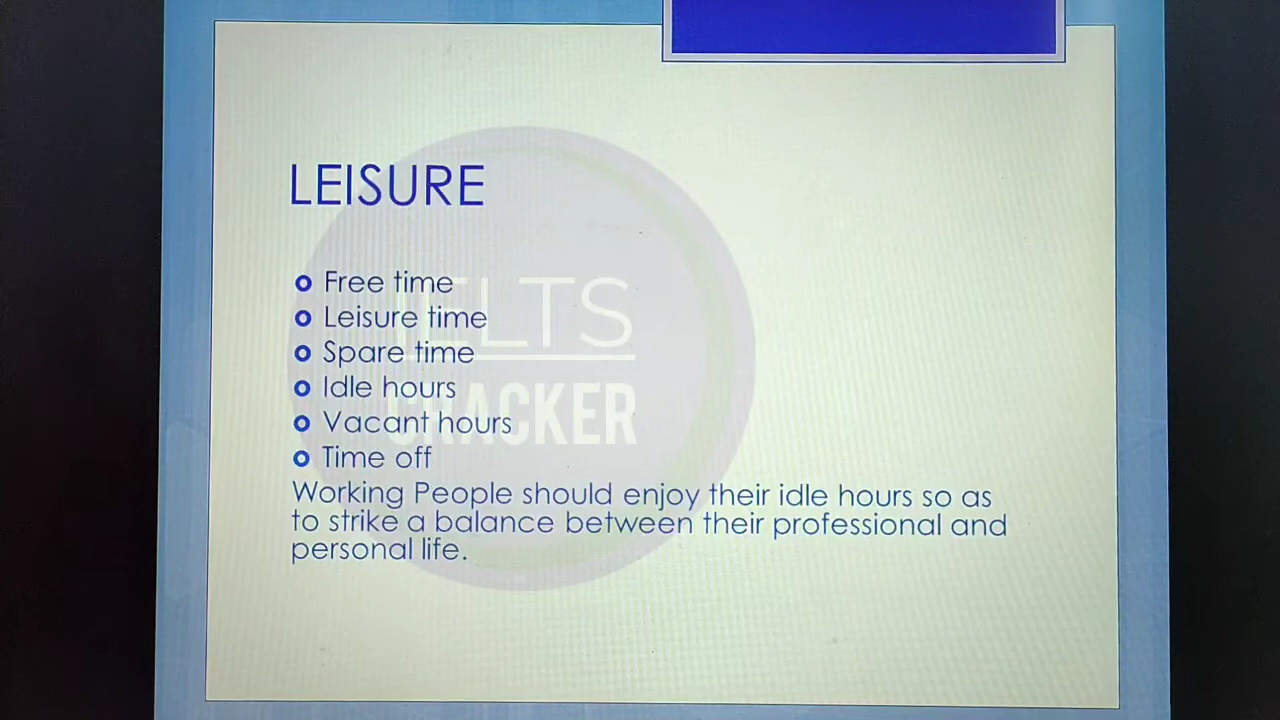 LEISURE
Free time
Leisure time
Spare time
Idle hours
Vacant hours
Time off
Working People should enjoy their idle hours so as
to strike a balance between their professional and
personal life.
IELTS
CRACKER